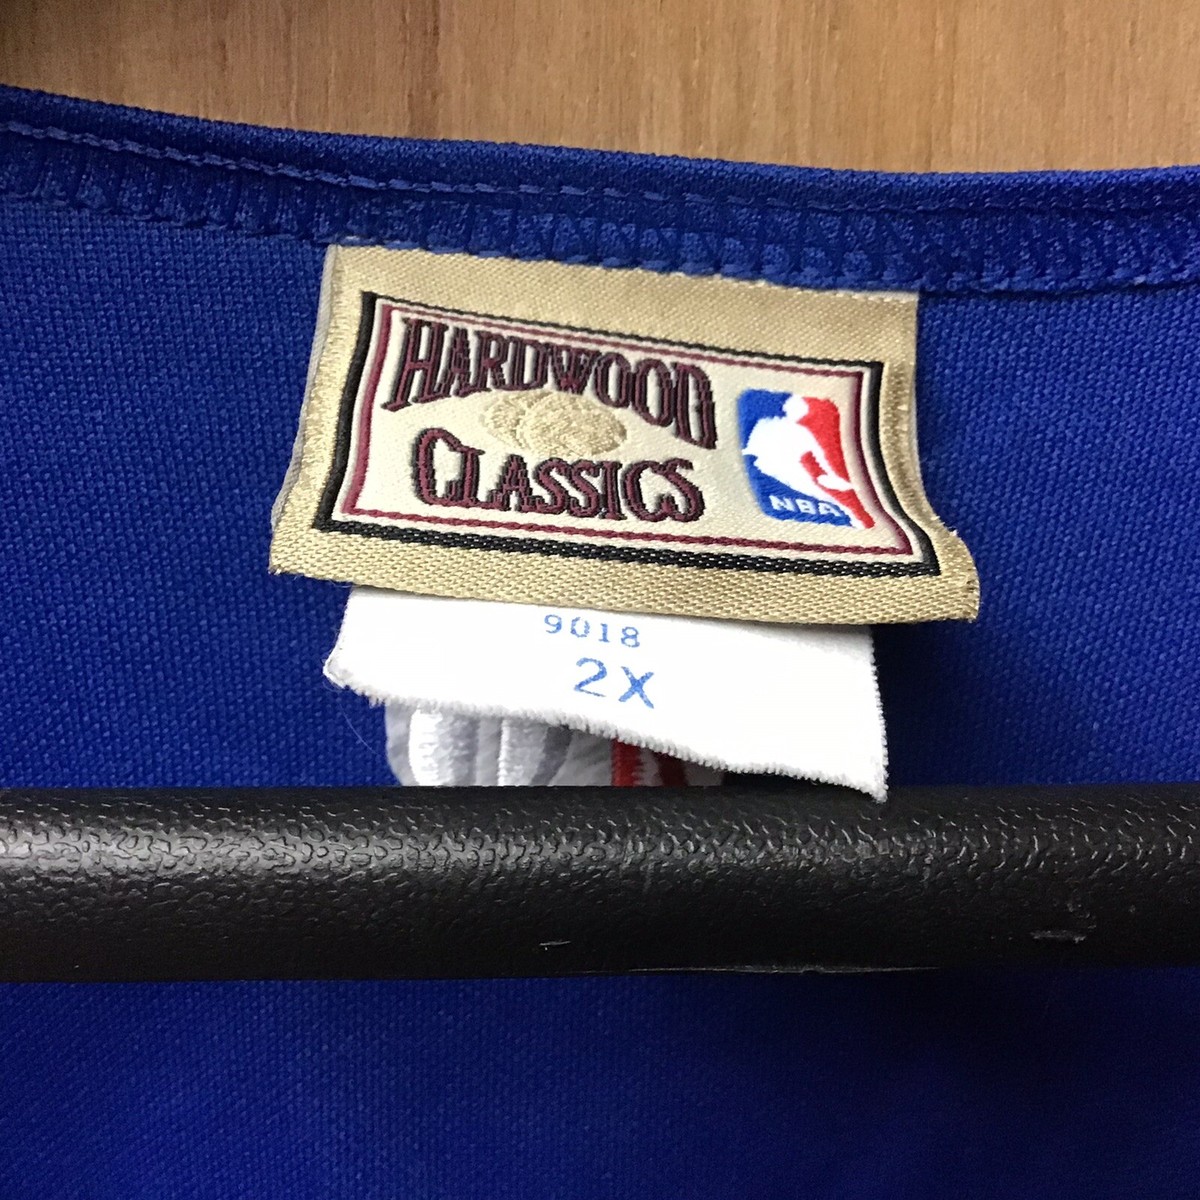 HARDWOOD
CLASSICS
NBA
9018
2X